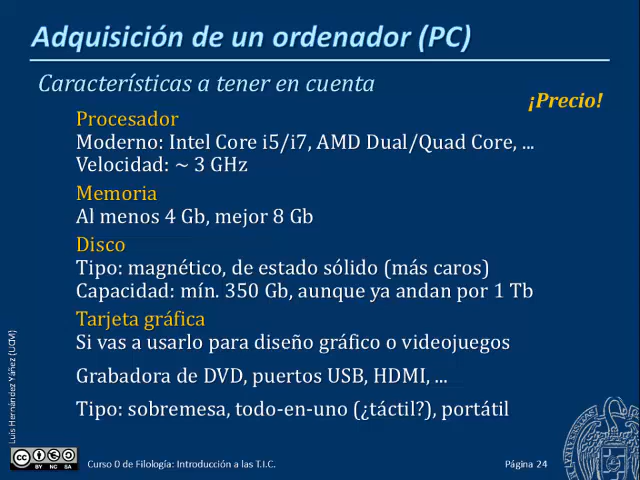 Adquisición de un ordenador (PC)
Características a tener en cuenta
¡Precio!
Procesador
Moderno: Intel Core i5/i7, AMD Dual/Quad Core, ...
Velocidad: ~ 3 GHz
Memoria
Al menos 4 Gb, mejor 8 Gb
Disco
Tipo: magnético, de estado sólido (más caros)
Capacidad: mín. 350 Gb, aunque ya andan por 1 Tb
Tarjeta gráfica
Si vas a usarlo para diseño gráfico o videojuegos
Grabadora de DVD, puertos USB, HDMI, ...
Tipo: sobremesa, todo-en-uno (¿táctil?), portátil
Luis Hernández Yáñez (UCM)
cc BY NC SA
Curso 0 de Filología: Introducción a las T.I.C.
Página 24